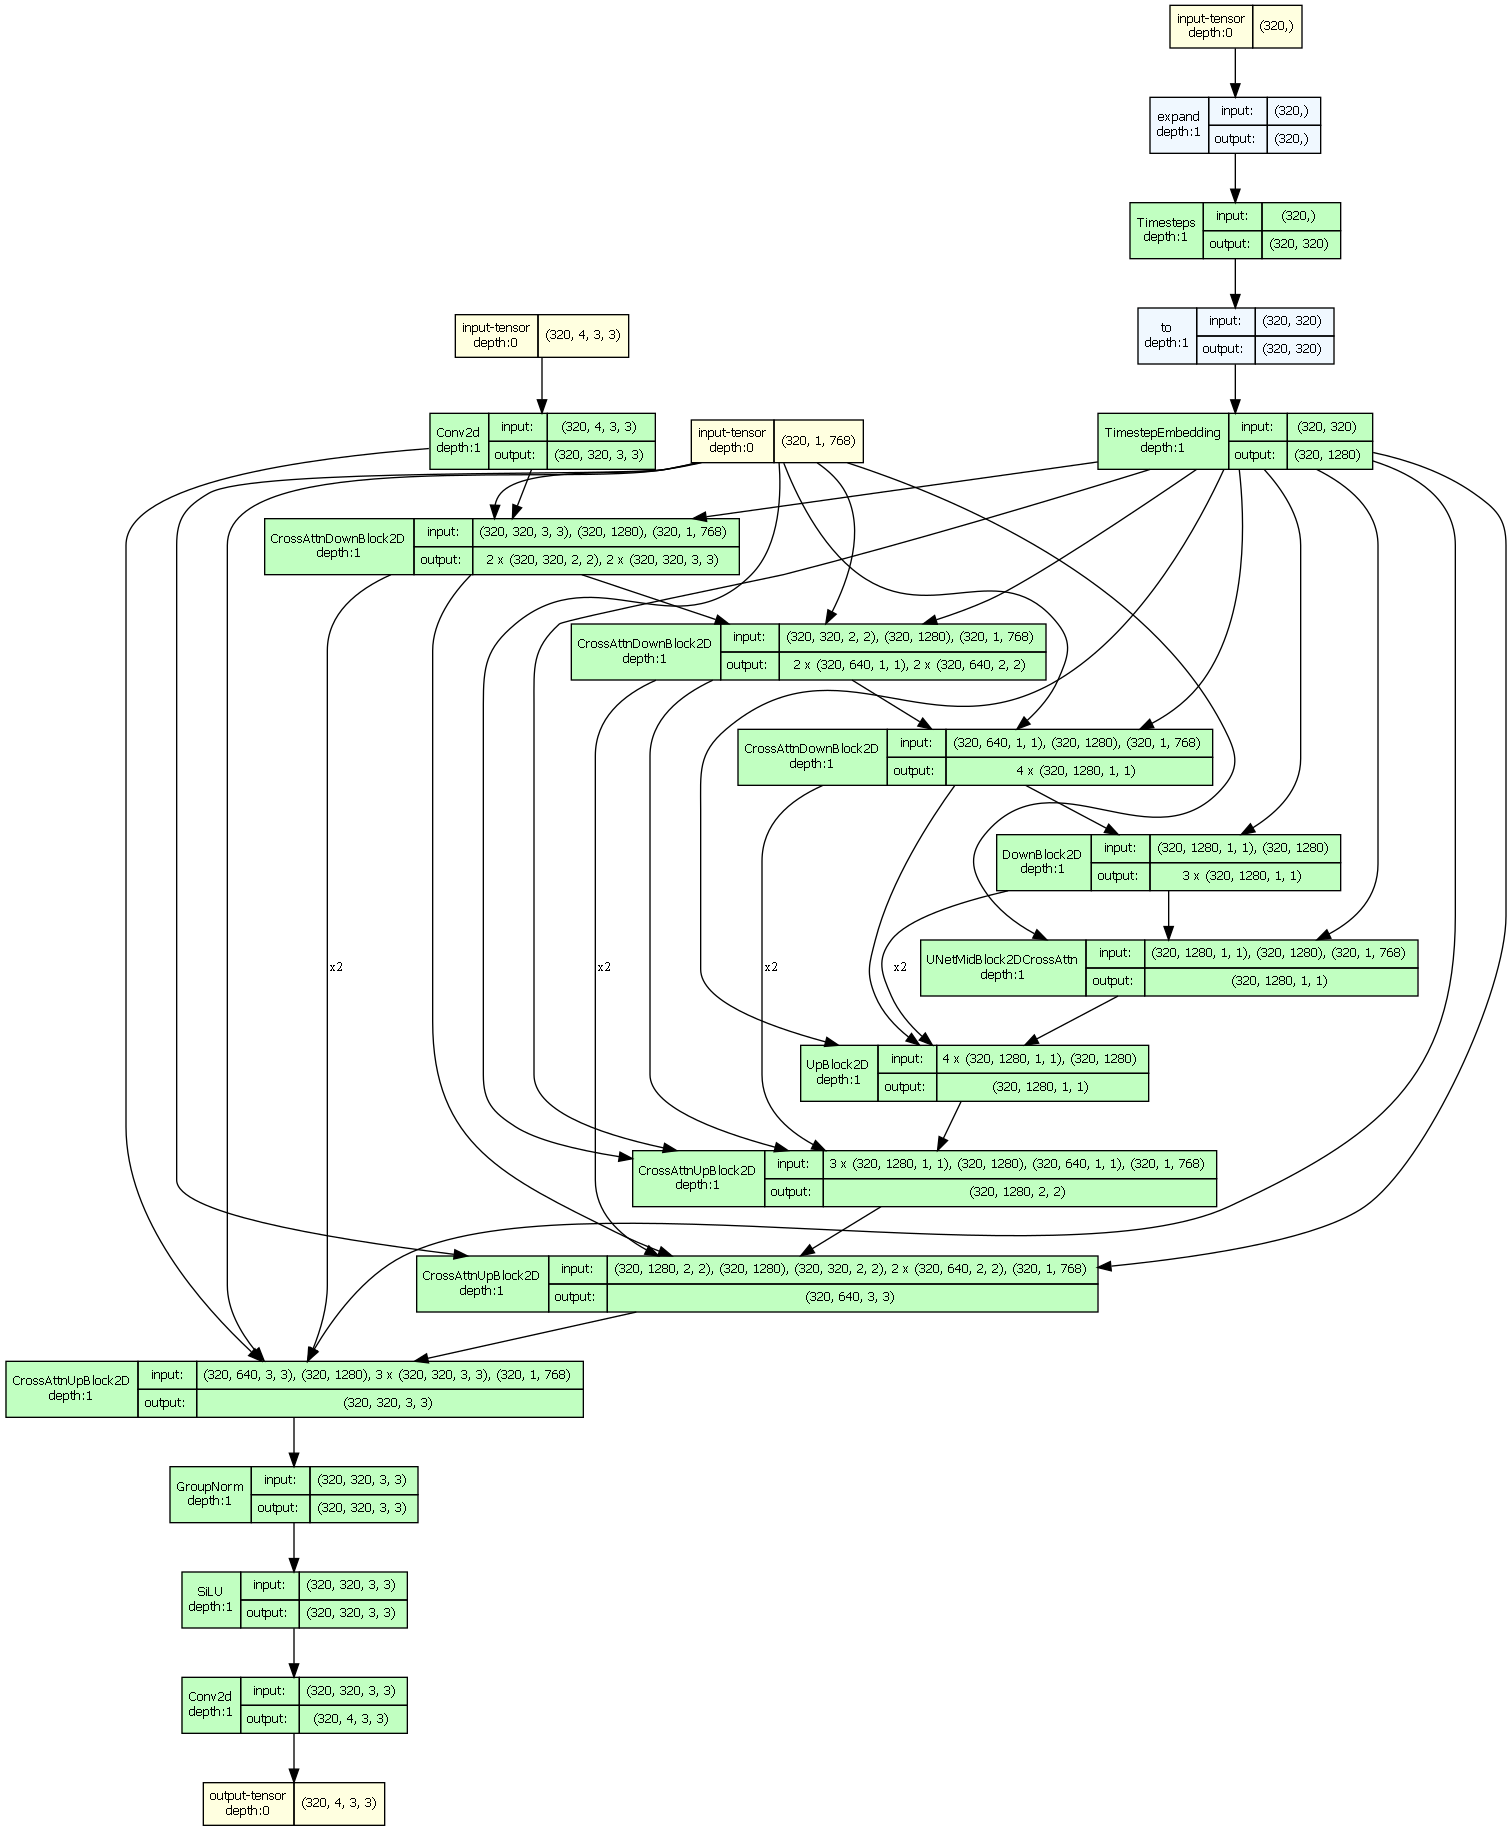 input-tensor
depth:0
(320,)
expand
depth:1
input:
(320,)
output:
(320,)
Timesteps
depth:1
input:
(320,)
output:
(320, 320)
to
depth:1
input:
(320, 320)
output:
(320, 320)
input-tensor
depth:0
(320, 4, 3, 3)
Conv2d
depth:1
input:
(320, 4, 3, 3)
output:
(320, 320, 3, 3)
input-tensor
depth:0
(320, 1, 768)
TimestepEmbedding
depth:1
input:
(320, 320)
output:
(320, 1280)
CrossAttnDownBlock2D
depth:1
input:
(320, 320, 3, 3), (320, 1280), (320, 1, 768)
output:
2 x (320, 320, 2, 2), 2 x (320, 320, 3, 3)
CrossAttnDownBlock2D
depth:1
input:
(320, 320, 2, 2), (320, 1280), (320, 1, 768)
output:
2 x (320, 640, 1, 1), 2 x (320, 640, 2, 2)
CrossAttnDownBlock2D
depth:1
input:
(320, 640, 1, 1), (320, 1280), (320, 1, 768)
output:
4 x (320, 1280, 1, 1)
DownBlock2D
depth:1
input:
(320, 1280, 1, 1), (320, 1280)
output:
3 x (320, 1280, 1, 1)
x2
x2
x2
x2
UNetMidBlock2DCrossAttn
depth:1
input:
(320, 1280, 1, 1), (320, 1280), (320, 1, 768)
output:
(320, 1280, 1, 1)
UpBlock2D
depth:1
input:
4 x (320, 1280, 1, 1), (320, 1280)
output:
(320, 1280, 1, 1)
CrossAttnUpBlock2D
depth:1
input:
3 x (320, 1280, 1, 1), (320, 1280), (320, 640, 1, 1), (320, 1, 768)
output:
(320, 1280, 2, 2)
CrossAttnUpBlock2D
depth:1
input:
(320, 1280, 2, 2), (320, 1280), (320, 320, 2, 2), 2 x (320, 640, 2, 2), (320, 1, 768)
output:
(320, 640, 3, 3)
CrossAttnUpBlock2D
depth:1
input:
(320, 640, 3, 3), (320, 1280), 3 x (320, 320, 3, 3), (320, 1, 768)
output:
(320, 320, 3, 3)
GroupNorm
depth:1
input:
(320, 320, 3, 3)
output:
(320, 320, 3, 3)
SiLU
depth:1
input:
(320, 320, 3, 3)
output:
(320, 320, 3, 3)
Conv2d
depth:1
input:
(320, 320, 3, 3)
output:
(320, 4, 3, 3)
output-tensor
depth:0
(320, 4, 3, 3)